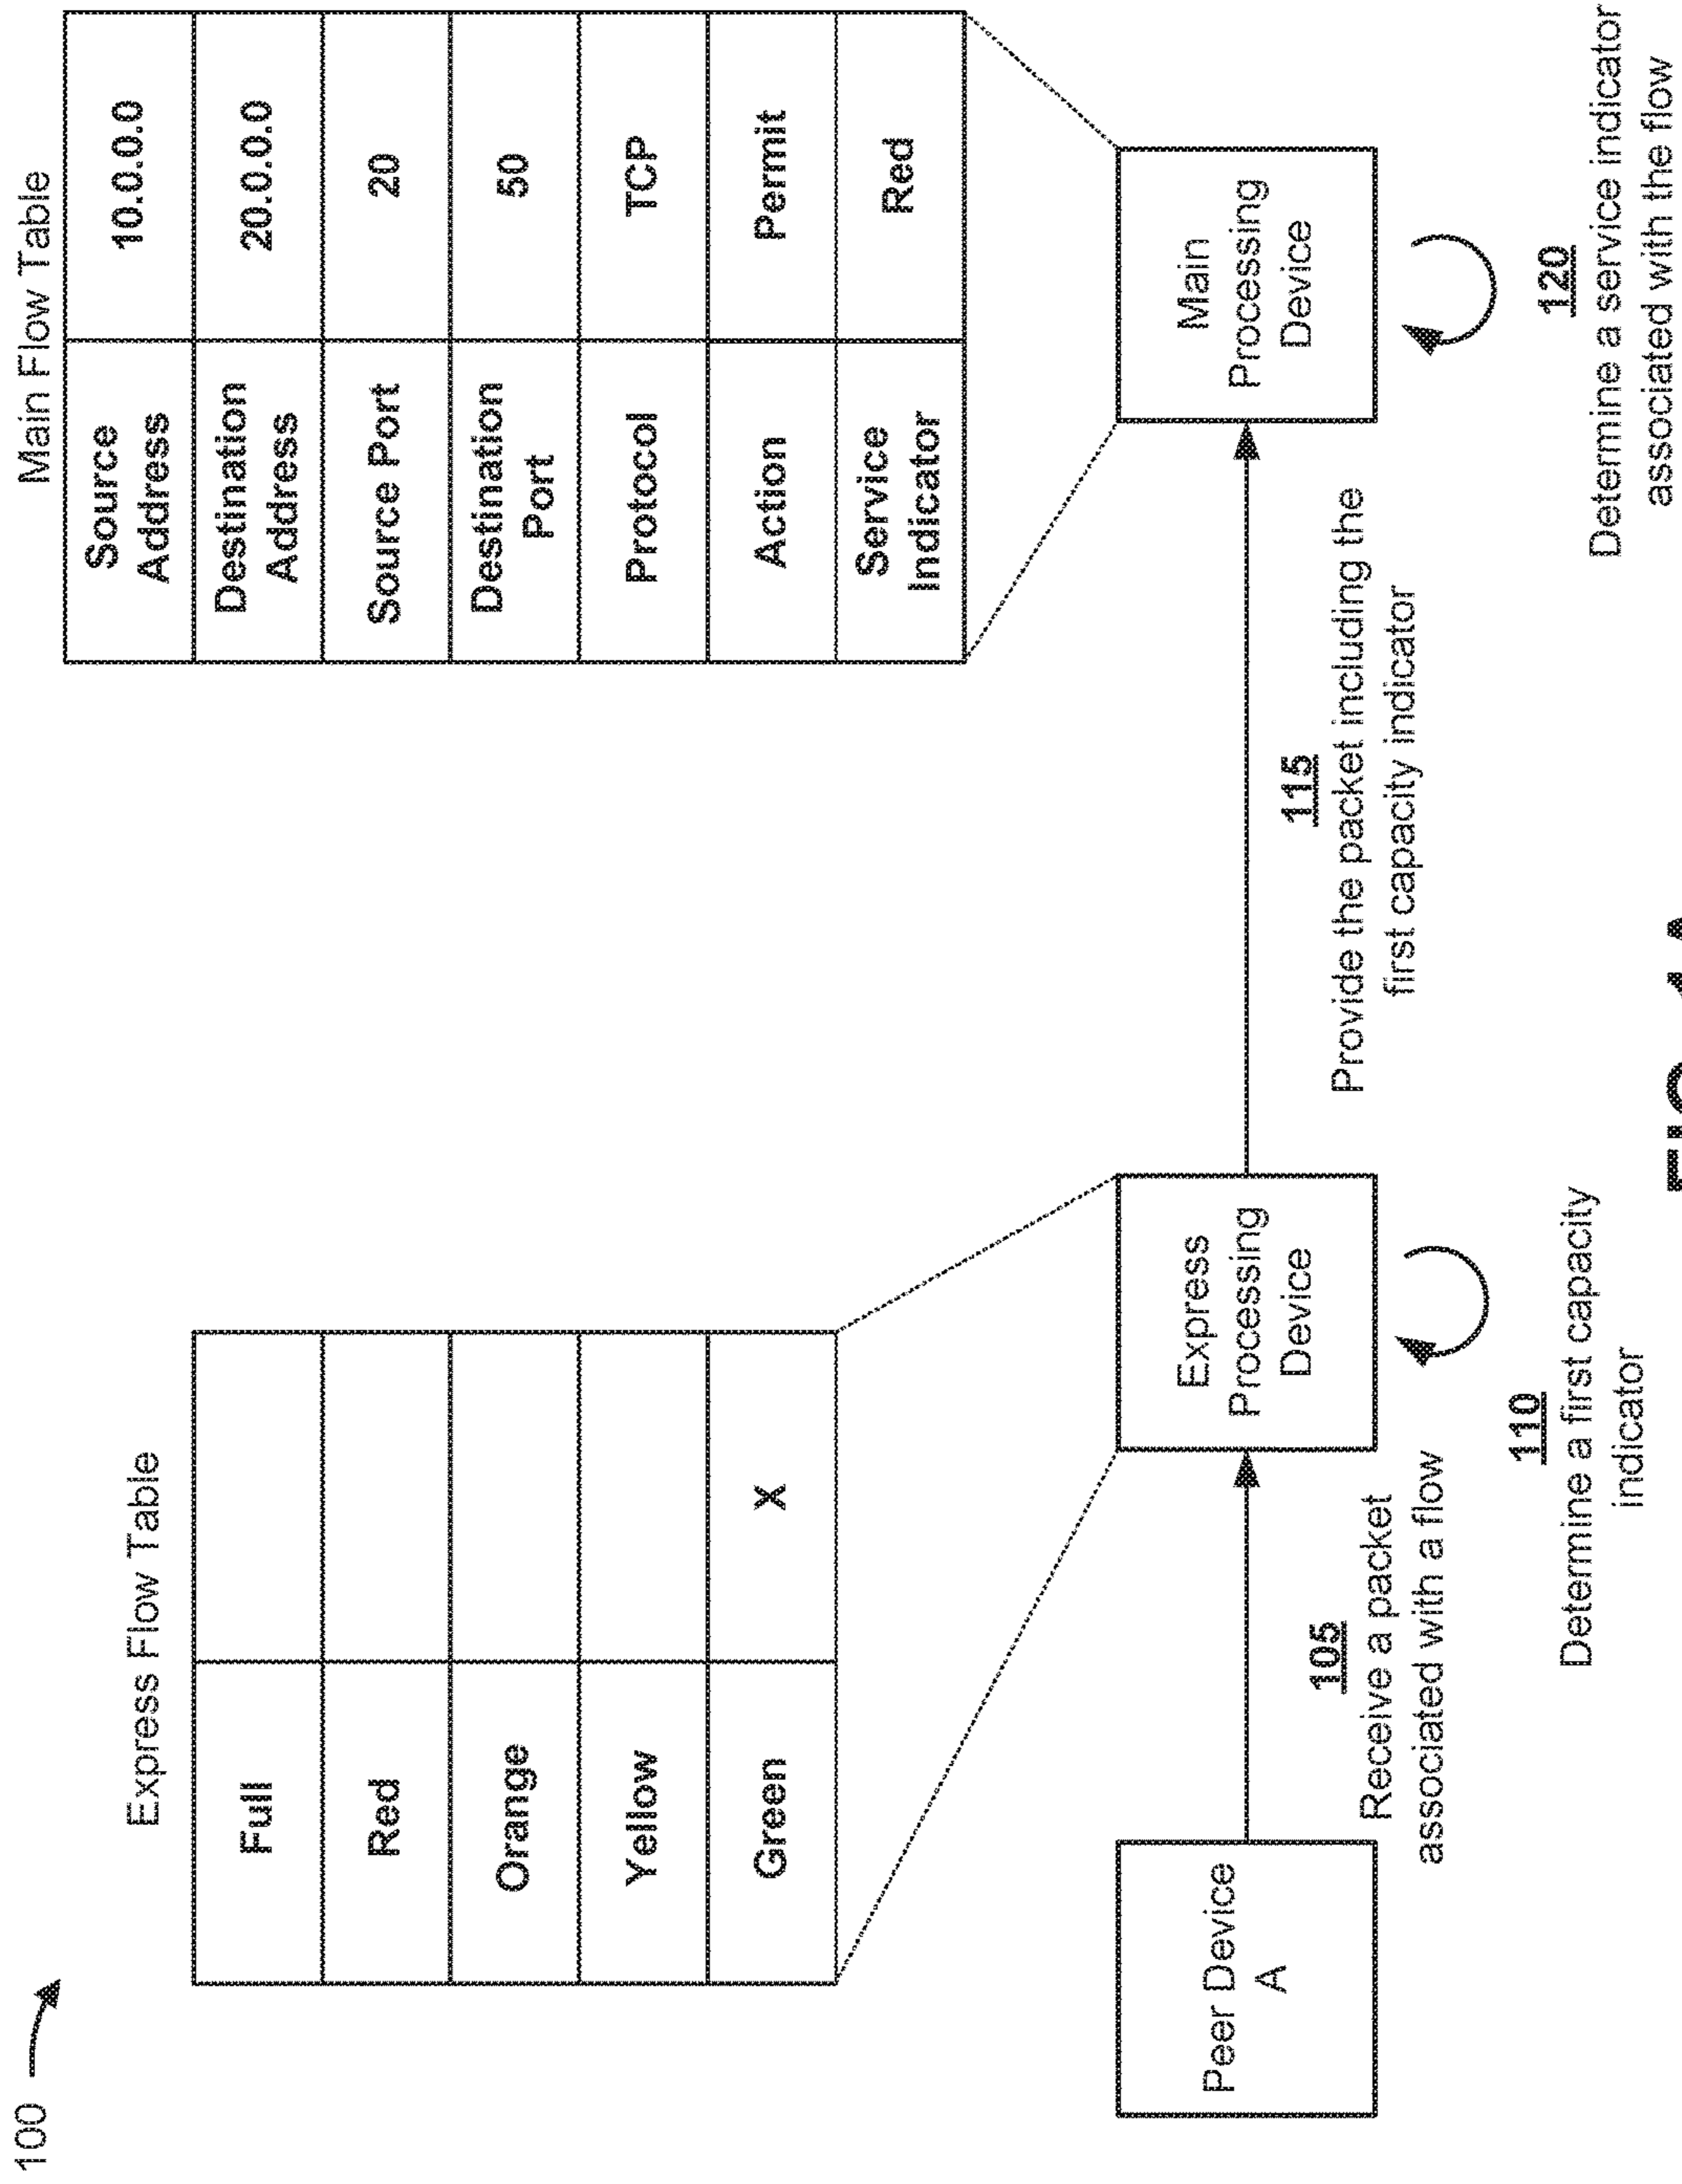 100
Express Flow Table
Full
Red
Orange
Yellow
Green X
Main Flow Table
Source
Address
10.0.0.0
Destination
Address
20.0.0.0
Source Port 20
Destination
Port
50
Protocol TCP
Action Permit
Service
Indicator
Red
Peer Device
A
105
Receive a packet
associated with a flow
Express
Processing
Device
110
Determine a first capacity
indicator
115
Provide the packet including the
first capacity indicator
Main
Processing
Device
120
Determine a service indicator
associated with the flow